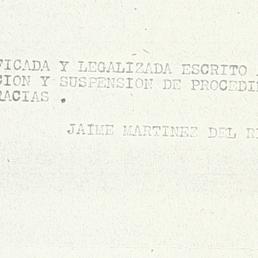 FICADA Y LEGALIZADA ESCRITO
CION Y SUSPENSION DE PROCEDI
RACIAS .
JAIME MARTINEZ DEL R